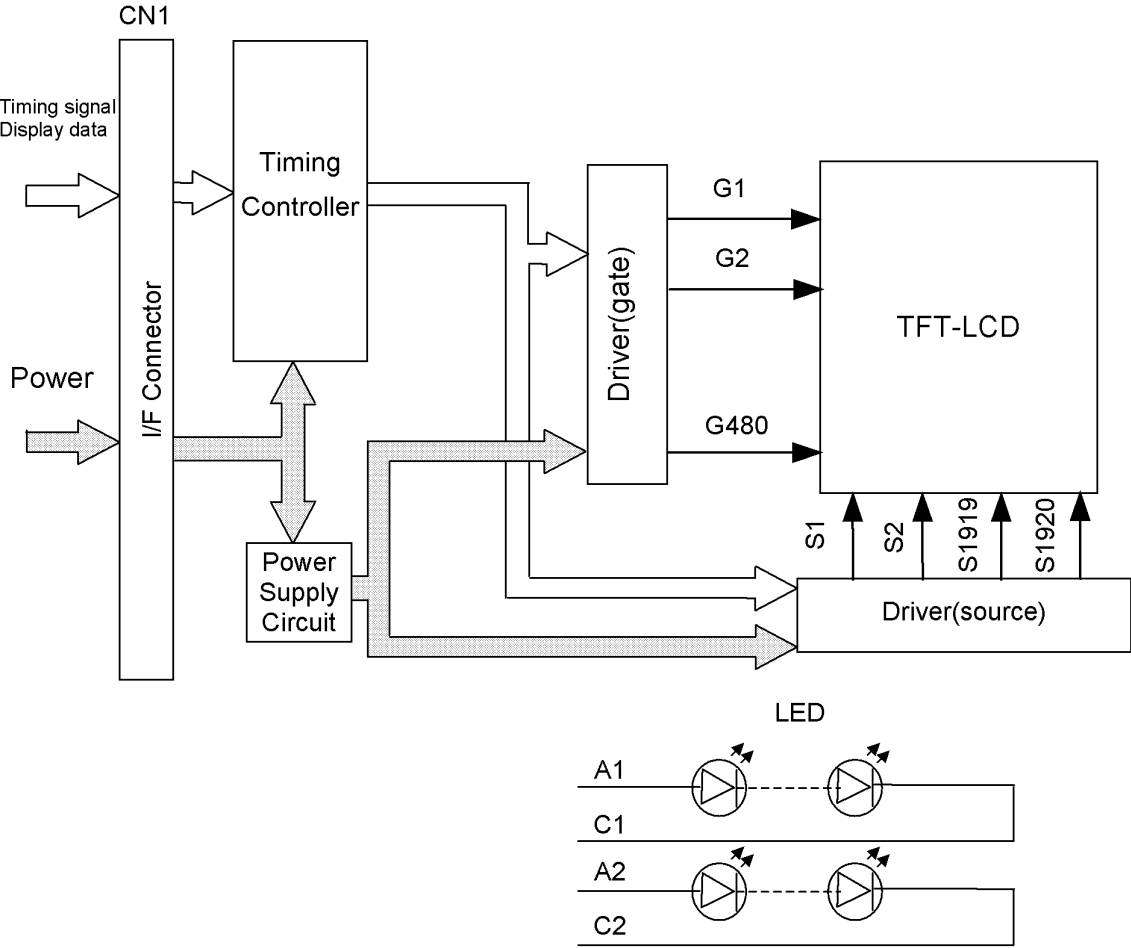 CN1
Timing signal
Display data
Power
I/F Connector
Timing
Controller
Power
Supply
Circuit
Driver(gate)
G1
G2
G480
TFT-LCD
S1
S2
S1919
S1920
Driver(source)
LED
A1
C1
A2
C2